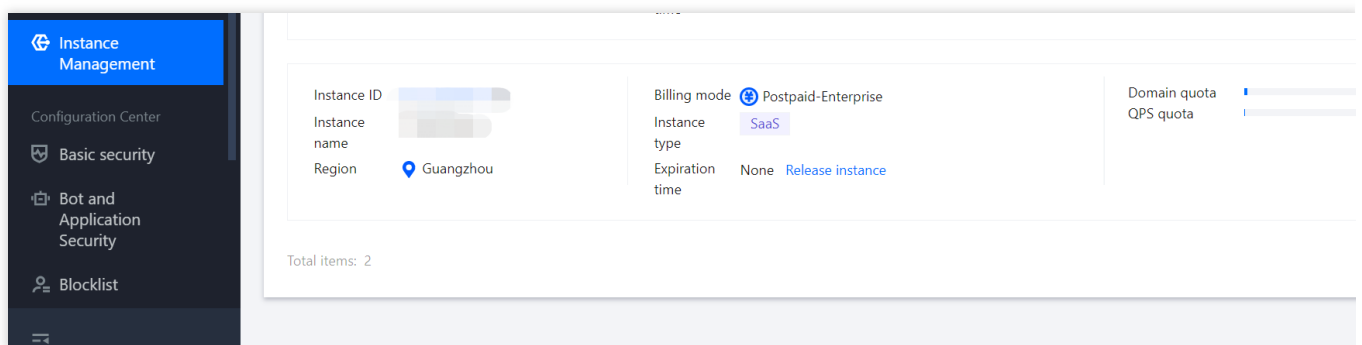 Instance
Management
Configuration Center
Basic security
Bot and
Application
Security
Blocklist
Instance ID
Instance
name
Region Guangzhou
Billing mode Postpaid-Enterprise
Instance
type
SaaS
Expiration
time
None Release instance
Domain quota
QPS quota
Total items: 2